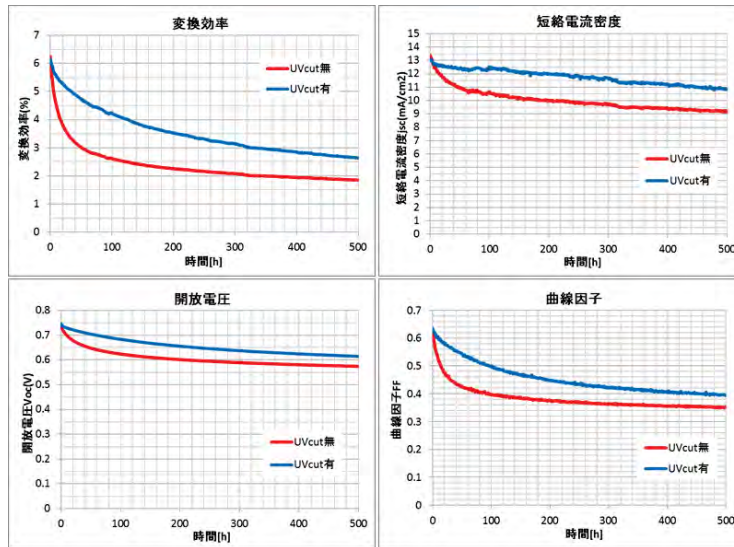 変換効率
7
6
5
4
3
2
1
0
変換効率(%)
UVcut無
UVcut有
0 100 200 300 400 500
時間[h]
短絡電流密度
15
14
13
12
11
10
9
8
7
6
5
4
3
2
1
0
短絡電流密度Jsc(mA/cm2)
UVcut無
UVcut有
0 100 200 300 400 500
時間[h]
開放電圧
0.8
0.7
0.6
0.5
0.4
0.3
0.2
0.1
0
開放電圧Voc(V)
UVcut無
UVcut有
0 100 200 300 400 500
時間[h]
曲線因子
0.7
0.6
0.5
0.4
0.3
0.2
0.1
0.0
曲線因子FF
UVcut無
UVcut有
0 100 200 300 400 500
時間[h]